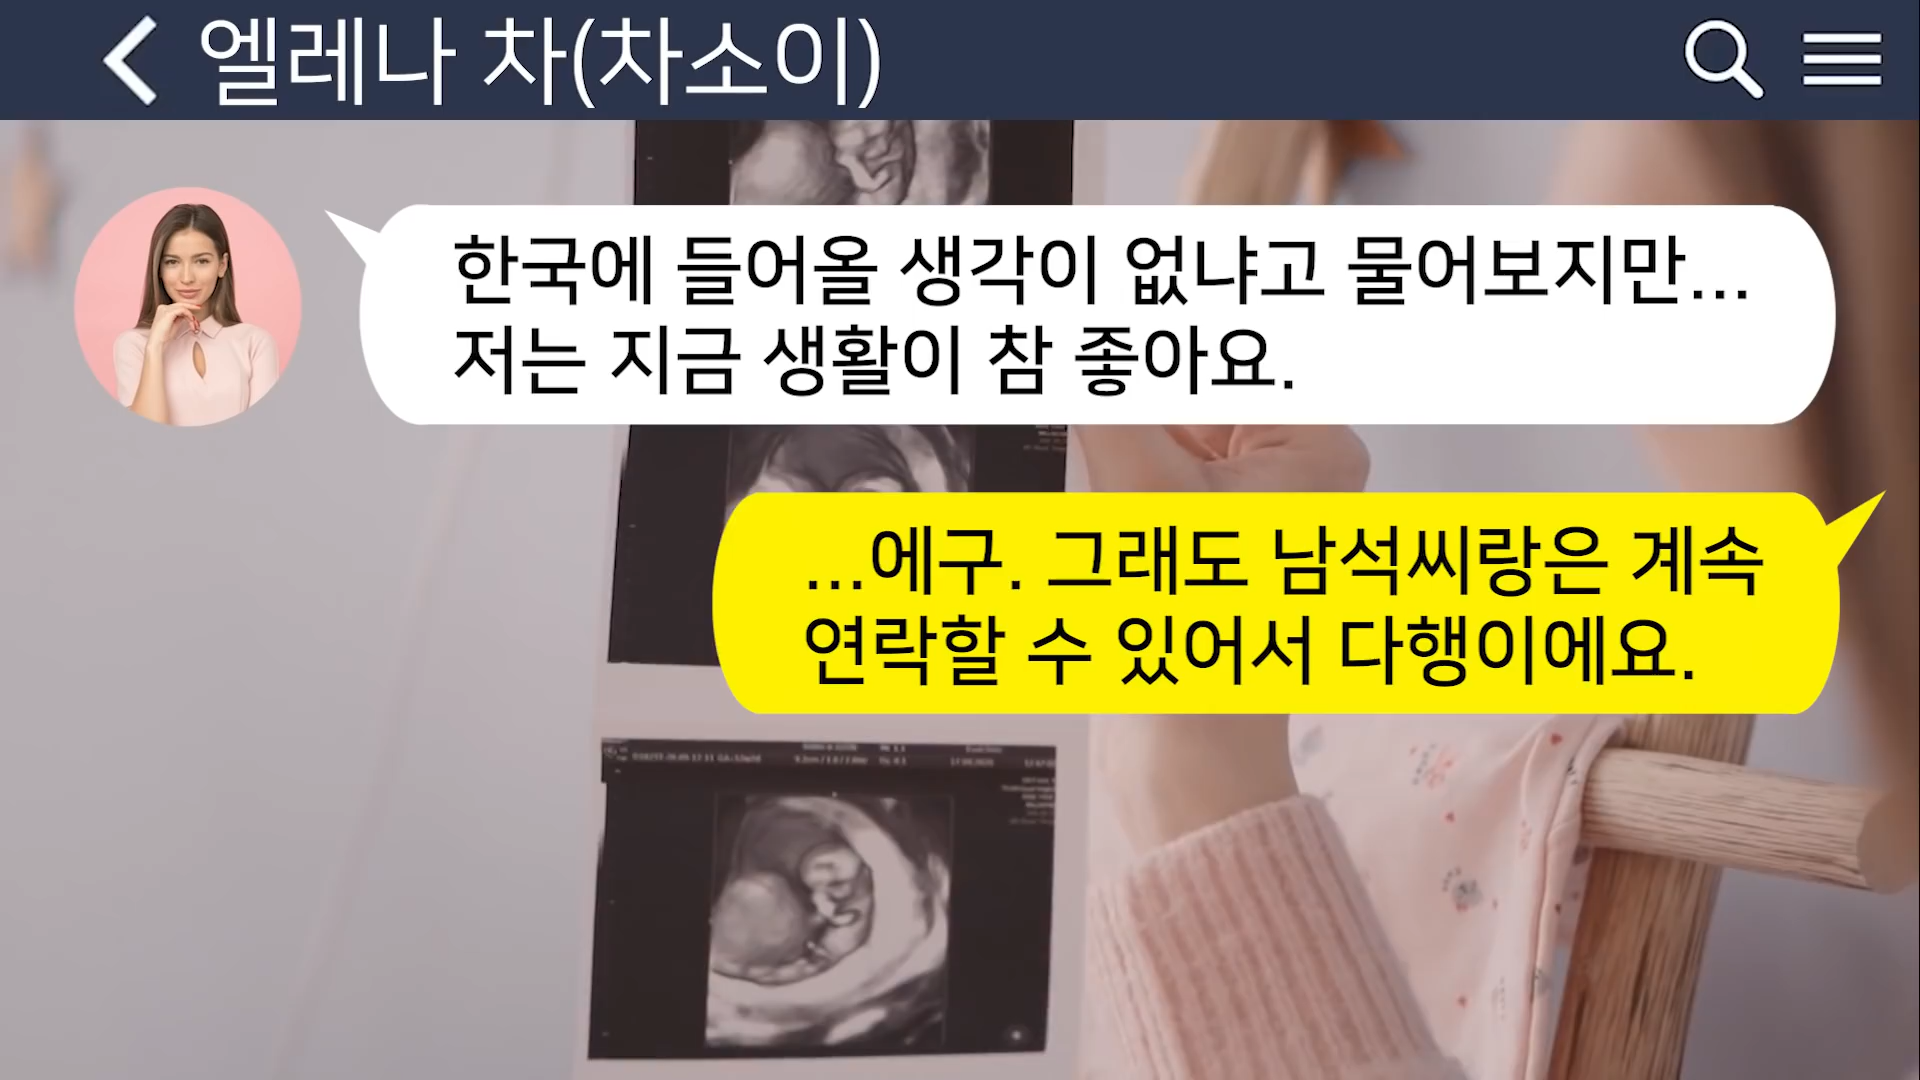 엘레나 차(차소이)
한국에 들어올 생각이 없냐고 물어보지만...
저는 지금 생활이 참 좋아요.
...에구. 그래도 남석씨랑은 계속
연락할 수 있어서 다행이에요.